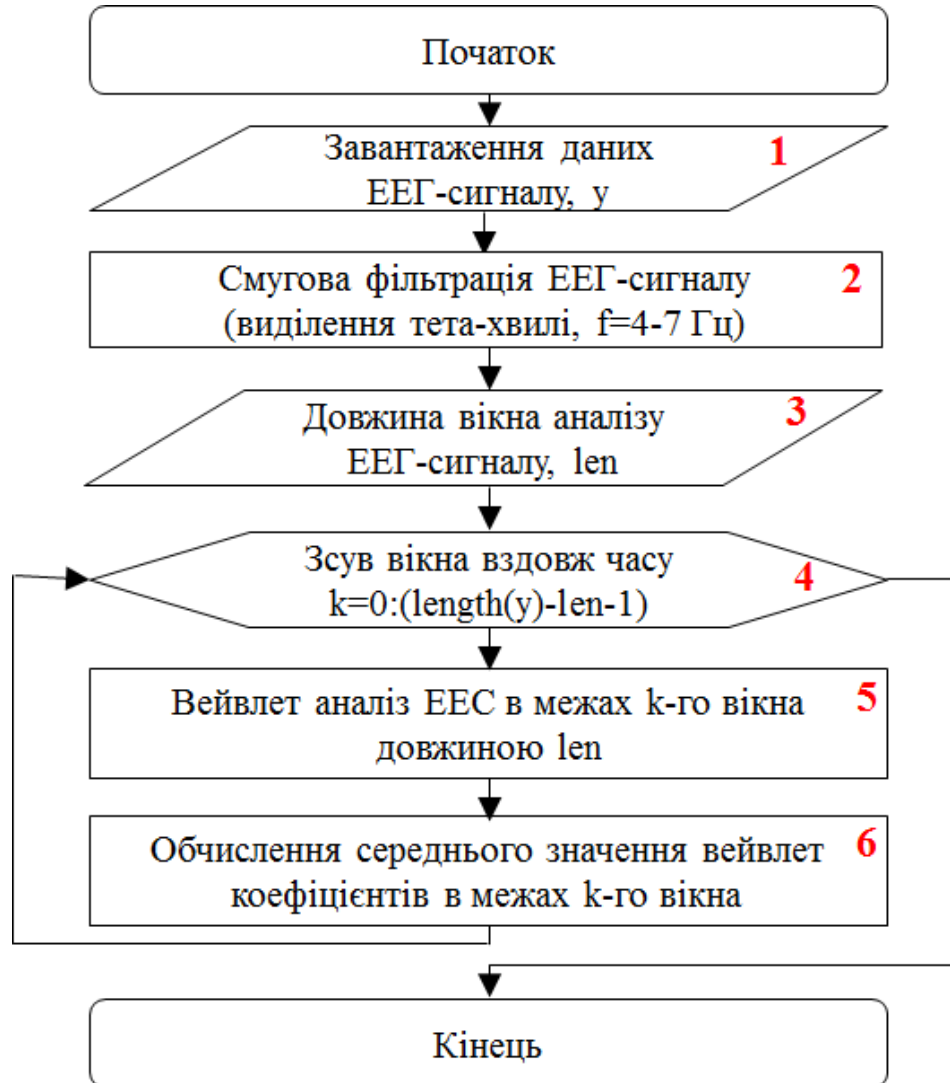 Початок
Завантаження даних 1
ЕЕГ-сигналу, y
Смугова фільтрація ЕЕГ-сигналу 2
(виділення тета-хвилі, f=4-7 Гц)
Довжина вікна аналізу 3
ЕЕГ-сигналу, len
Зсув вікна вздовж часу 4
k=0:(length(y)-len-1)
Вейвлет аналіз ЕЕС в межах k-го вікна 5
довжиною len
Обчислення середнього значення вейвлет 6
коефіцієнтів в межах k-го вікна
Кінець